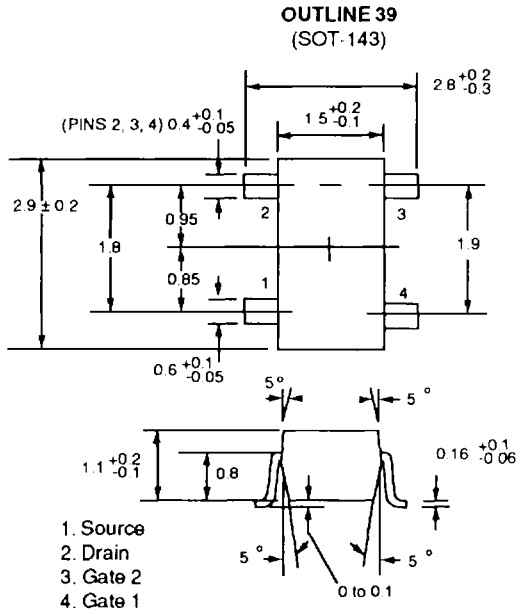 OUTLINE 39
(SOT-143)
2.8 +0.2 -0.3
1.5 +0.2 -0.1
(PINS 2, 3, 4) 0.4 +0.1 -0.05
2.9 ± 0.2
2
3
0.95
1.8
1.9
0.85
1
4
0.6 +0.1 -0.05
5°
5°
1.1 +0.2 -0.1
0.8
0.16 +0.1 -0.06
5°
5°
0 to 0.1
1. Source
2. Drain
3. Gate 2
4. Gate 1